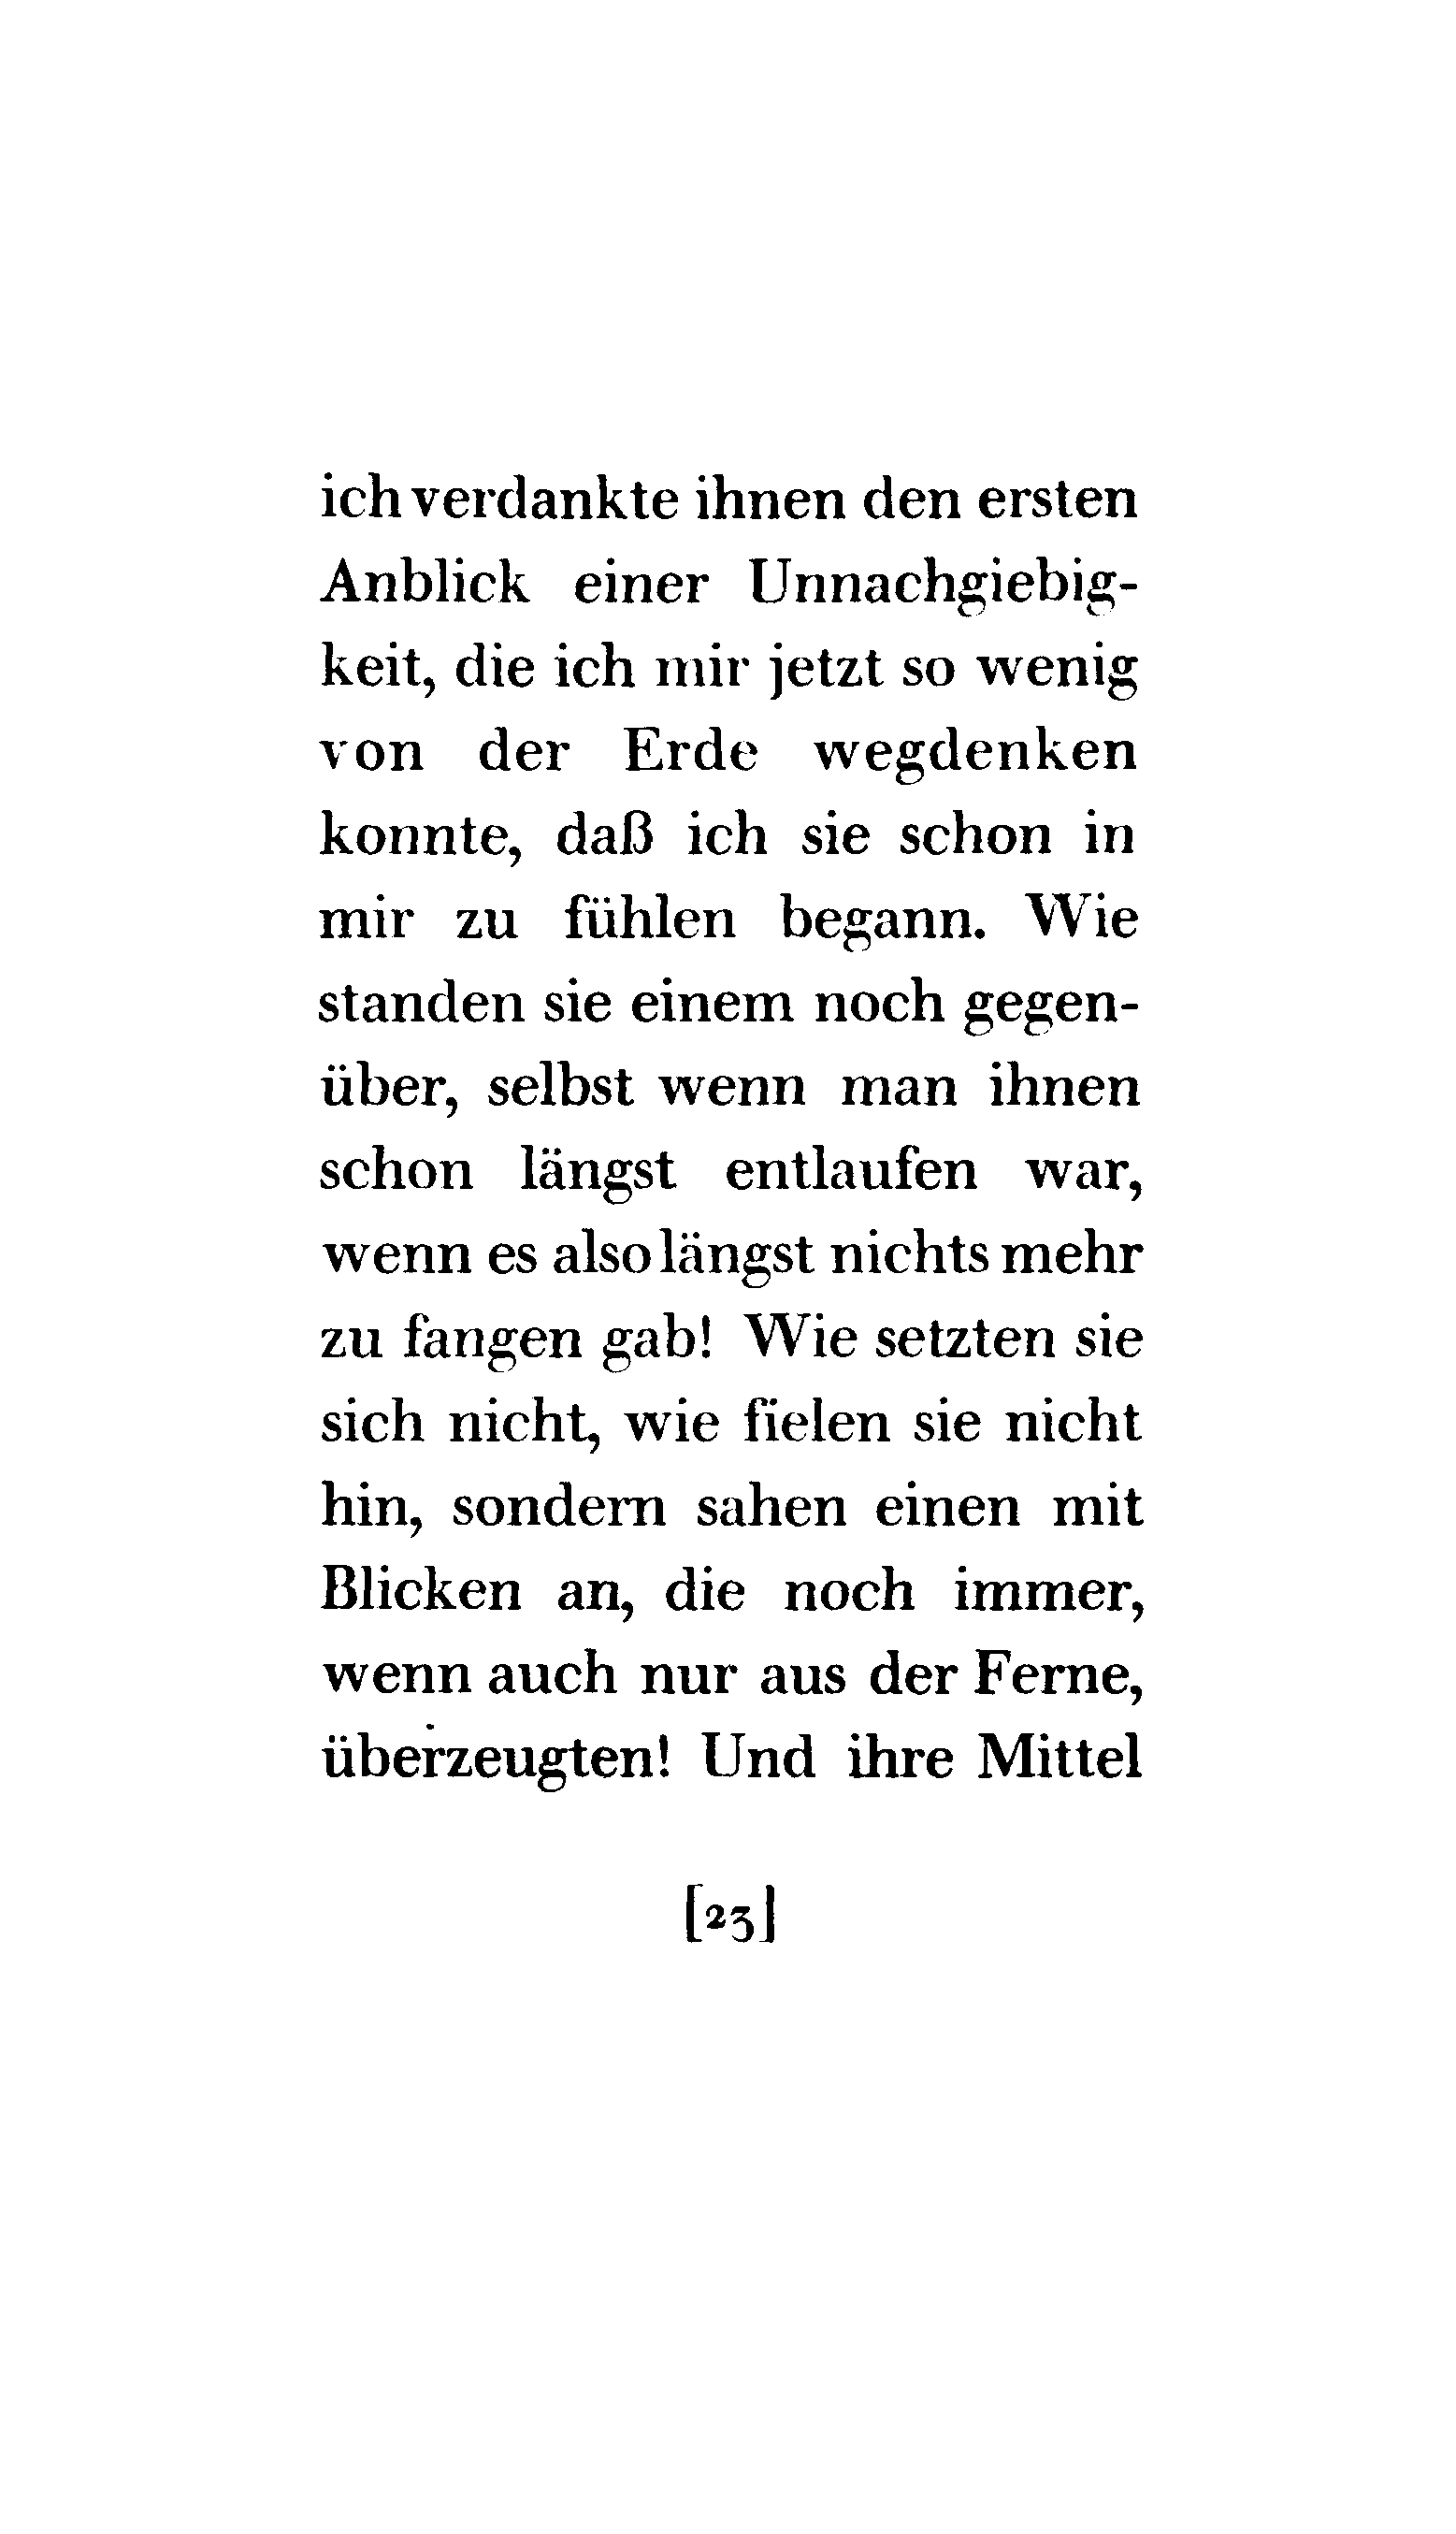 ich verdankte ihnen den ersten
Anblick einer Unnachgiebig-
keit, die ich mir jetzt so wenig
von der Erde wegdenken
konnte, daß ich sie schon in
mir zu fühlen begann. Wie
standen sie einem noch gegen-
über, selbst wenn man ihnen
schon längst entlaufen war,
wenn es also längst nichts mehr
zu fangen gab! Wie setzten sie
sich nicht, wie fielen sie nicht
hin, sondern sahen einen mit
Blicken an, die noch immer,
wenn auch nur aus der Ferne,
überzeugten! Und ihre Mittel
[23]